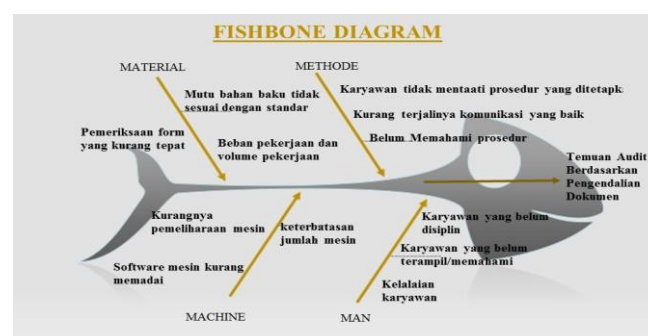 FISHBONE DIAGRAM
MATERIAL
METHODE
Mutu bahan baku tidak
sesuai dengan standar
Karyawan tidak mentaati prosedur yang ditetapk
Kurang terjalinya komunikasi yang baik
Pemeriksaan form
yang kurang tepat
Beban pekerjaan dan
volume pekerjaan
Belum Memahami prosedur
Temuan Audit
Berdasarkan
Pengendalian
Dokumen
Kurangnya
pemeliharaan mesin
keterbatasan
jumlah mesin
Karyawan yang belum
disiplin
Karyawan yang belum
terampil/memahami
Software mesin kurang
memadai
Kelalaian
karyawan
MACHINE
MAN